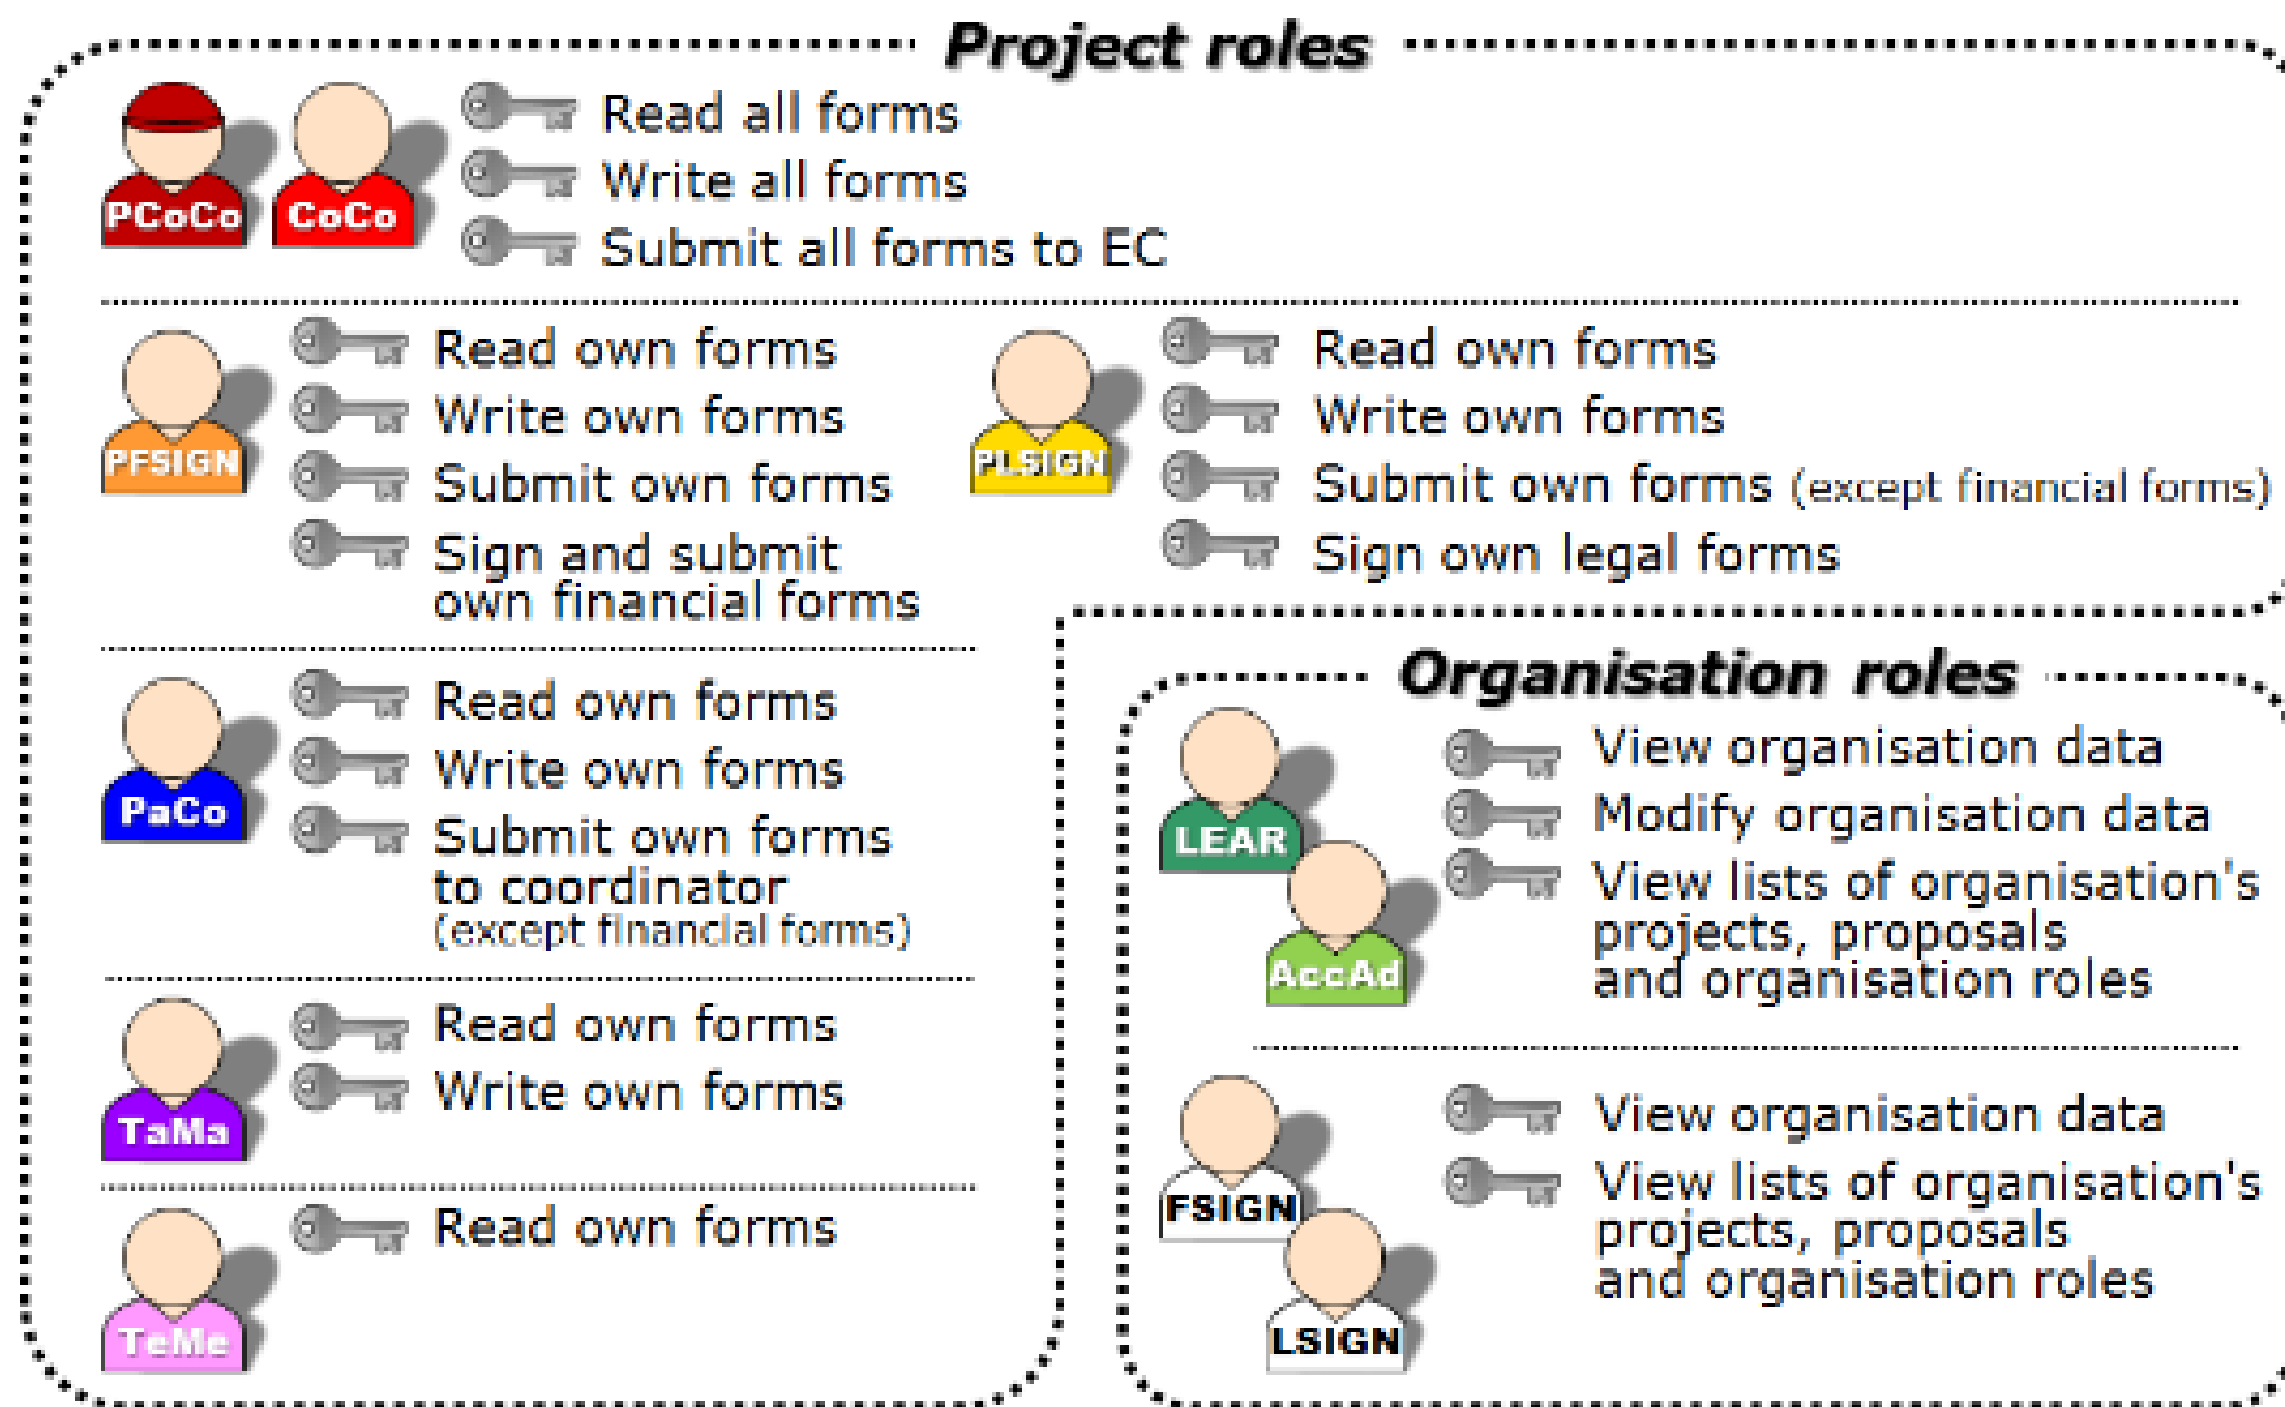 Project roles
PCoCo
CoCo
Read all forms
Write all forms
Submit all forms to EC
PFSIGN
Read own forms
Write own forms
Submit own forms
Sign and submit
own financial forms
PLSIGN
Read own forms
Write own forms
Submit own forms (except financial forms)
Sign own legal forms
PaCo
Read own forms
Write own forms
Submit own forms
to coordinator
(except financial forms)
TaMa
Read own forms
Write own forms
TeMe
Read own forms
Organisation roles
LEAR
AccAd
View organisation data
Modify organisation data
View lists of organisation's
projects, proposals
and organisation roles
FSIGN
LSIGN
View organisation data
View lists of organisation's
projects, proposals
and organisation roles